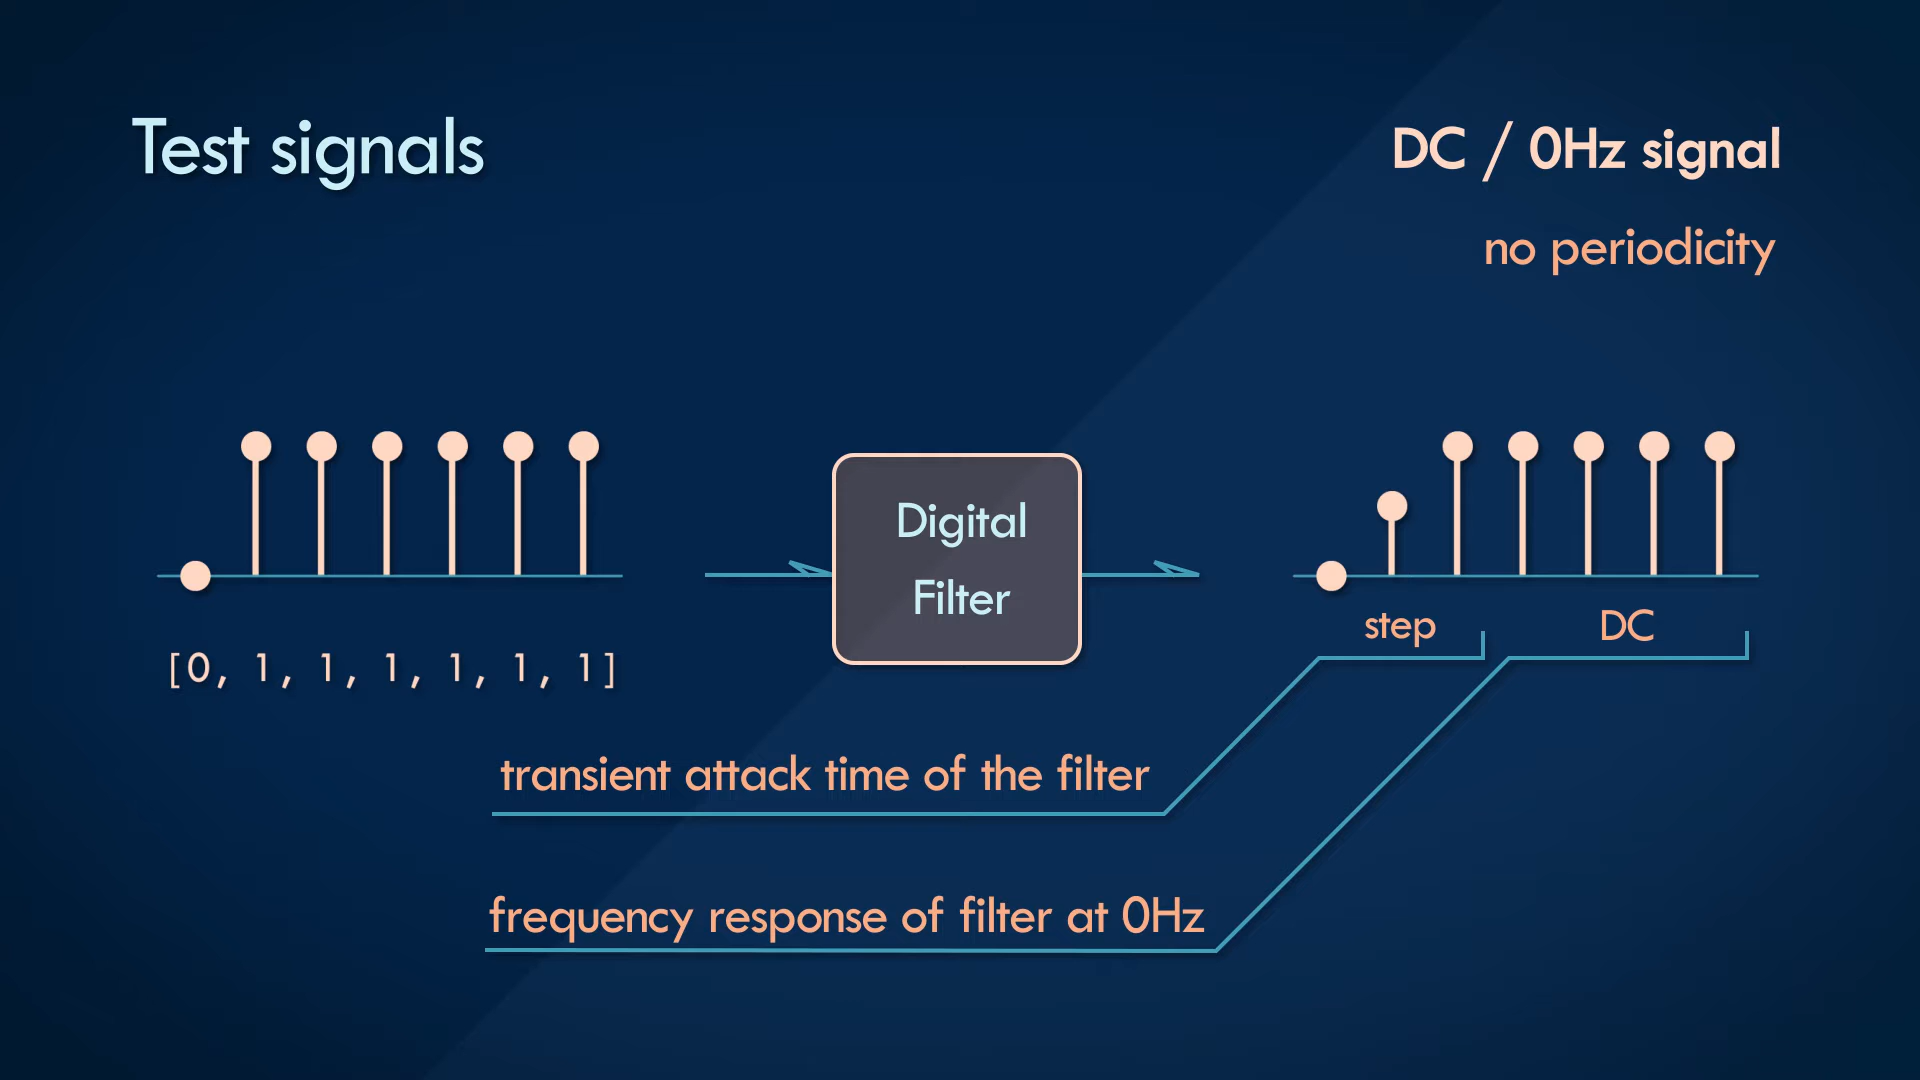 Test signals
DC / 0Hz signal
no periodicity
Digital
Filter
step
DC
[0, 1, 1, 1, 1, 1, 1]
transient attack time of the filter
frequency response of filter at 0Hz